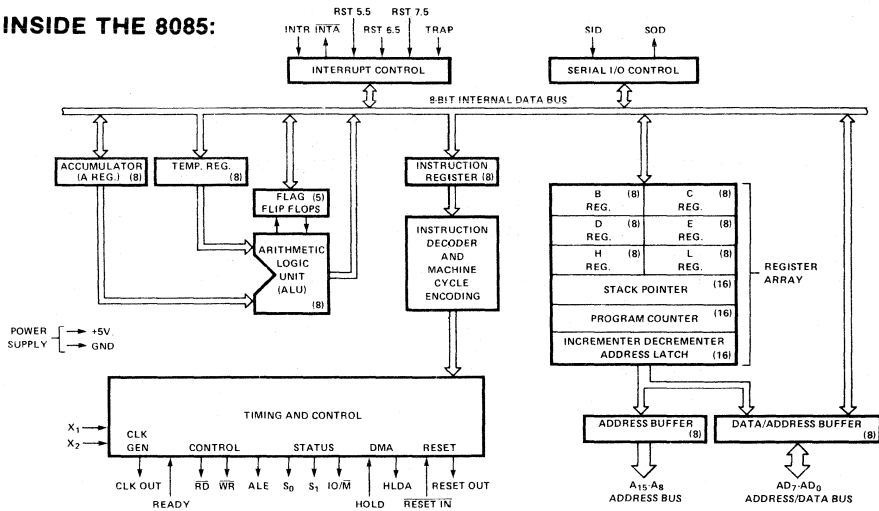 INSIDE THE 8085:
RST 5.5 RST 7.5
INTR I̅N̅T̅A̅ RST 6.5 TRAP
SID SOD
INTERRUPT CONTROL
SERIAL I/O CONTROL
8-BIT INTERNAL DATA BUS
ACCUMULATOR
(A REG.) (8)
TEMP. REG.
(8)
FLAG (5)
FLIP FLOPS
ARITHMETIC
LOGIC
UNIT
(ALU)
(8)
INSTRUCTION
REGISTER (8)
INSTRUCTION
DECODER
AND
MACHINE
CYCLE
ENCODING
B (8) C (8)
REG. REG.
D (8) E (8)
REG. REG.
H (8) L (8)
REG. REG.
STACK POINTER (16)
PROGRAM COUNTER (16)
INCREMENTER DECREMENTER
ADDRESS LATCH (16)
REGISTER
ARRAY
POWER
SUPPLY
+5V
GND
TIMING AND CONTROL
X₁
X₂
CLK
GEN CONTROL STATUS DMA RESET
CLK OUT R̅D̅ W̅R̅ ALE S₀ S₁ IO/M̅ HLDA RESET OUT
READY HOLD R̅E̅S̅E̅T̅ I̅N̅
ADDRESS BUFFER
(8)
DATA/ADDRESS BUFFER
(8)
A₁₅-A₈
ADDRESS BUS
AD₇-AD₀
ADDRESS/DATA BUS